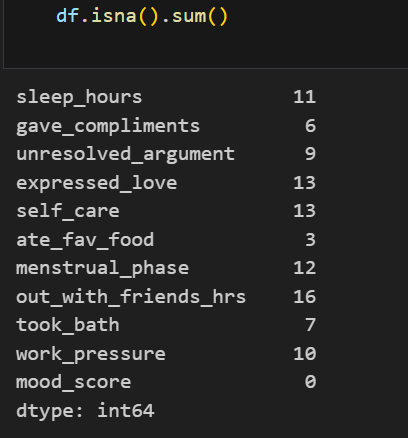 df.isna().sum()
sleep_hours 11
gave_compliments 6
unresolved_argument 9
expressed_love 13
self_care 13
ate_fav_food 3
menstrual_phase 12
out_with_friends_hrs 16
took_bath 7
work_pressure 10
mood_score 0
dtype: int64